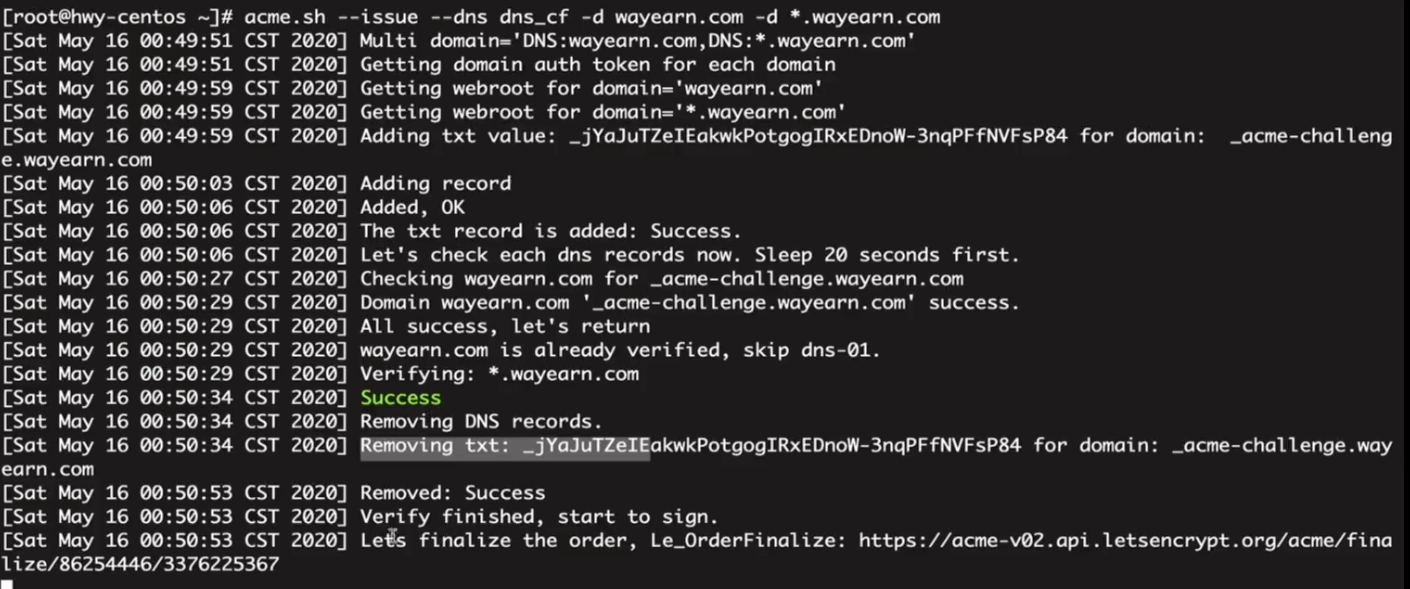 [root@hwy-centos ~]# acme.sh --issue --dns dns_cf -d wayearn.com -d *.wayearn.com
[Sat May 16 00:49:51 CST 2020] Multi domain='DNS:wayearn.com,DNS:*.wayearn.com'
[Sat May 16 00:49:51 CST 2020] Getting domain auth token for each domain
[Sat May 16 00:49:59 CST 2020] Getting webroot for domain='wayearn.com'
[Sat May 16 00:49:59 CST 2020] Getting webroot for domain='*.wayearn.com'
[Sat May 16 00:49:59 CST 2020] Adding txt value: _jYaJuTZeIEakwkPotgogIRxEDnoW-3nqPFfNVFsP84 for domain:  _acme-challeng
e.wayearn.com
[Sat May 16 00:50:03 CST 2020] Adding record
[Sat May 16 00:50:06 CST 2020] Added, OK
[Sat May 16 00:50:06 CST 2020] The txt record is added: Success.
[Sat May 16 00:50:06 CST 2020] Let's check each dns records now. Sleep 20 seconds first.
[Sat May 16 00:50:27 CST 2020] Checking wayearn.com for _acme-challenge.wayearn.com
[Sat May 16 00:50:29 CST 2020] Domain wayearn.com '_acme-challenge.wayearn.com' success.
[Sat May 16 00:50:29 CST 2020] All success, let's return
[Sat May 16 00:50:29 CST 2020] wayearn.com is already verified, skip dns-01.
[Sat May 16 00:50:29 CST 2020] Verifying: *.wayearn.com
[Sat May 16 00:50:34 CST 2020] Success
[Sat May 16 00:50:34 CST 2020] Removing DNS records.
[Sat May 16 00:50:34 CST 2020] Removing txt: _jYaJuTZeIEakwkPotgogIRxEDnoW-3nqPFfNVFsP84 for domain: _acme-challenge.way
earn.com
[Sat May 16 00:50:53 CST 2020] Removed: Success
[Sat May 16 00:50:53 CST 2020] Verify finished, start to sign.
[Sat May 16 00:50:53 CST 2020] Lets finalize the order, Le_OrderFinalize: https://acme-v02.api.letsencrypt.org/acme/fina
lize/86254446/3376225367